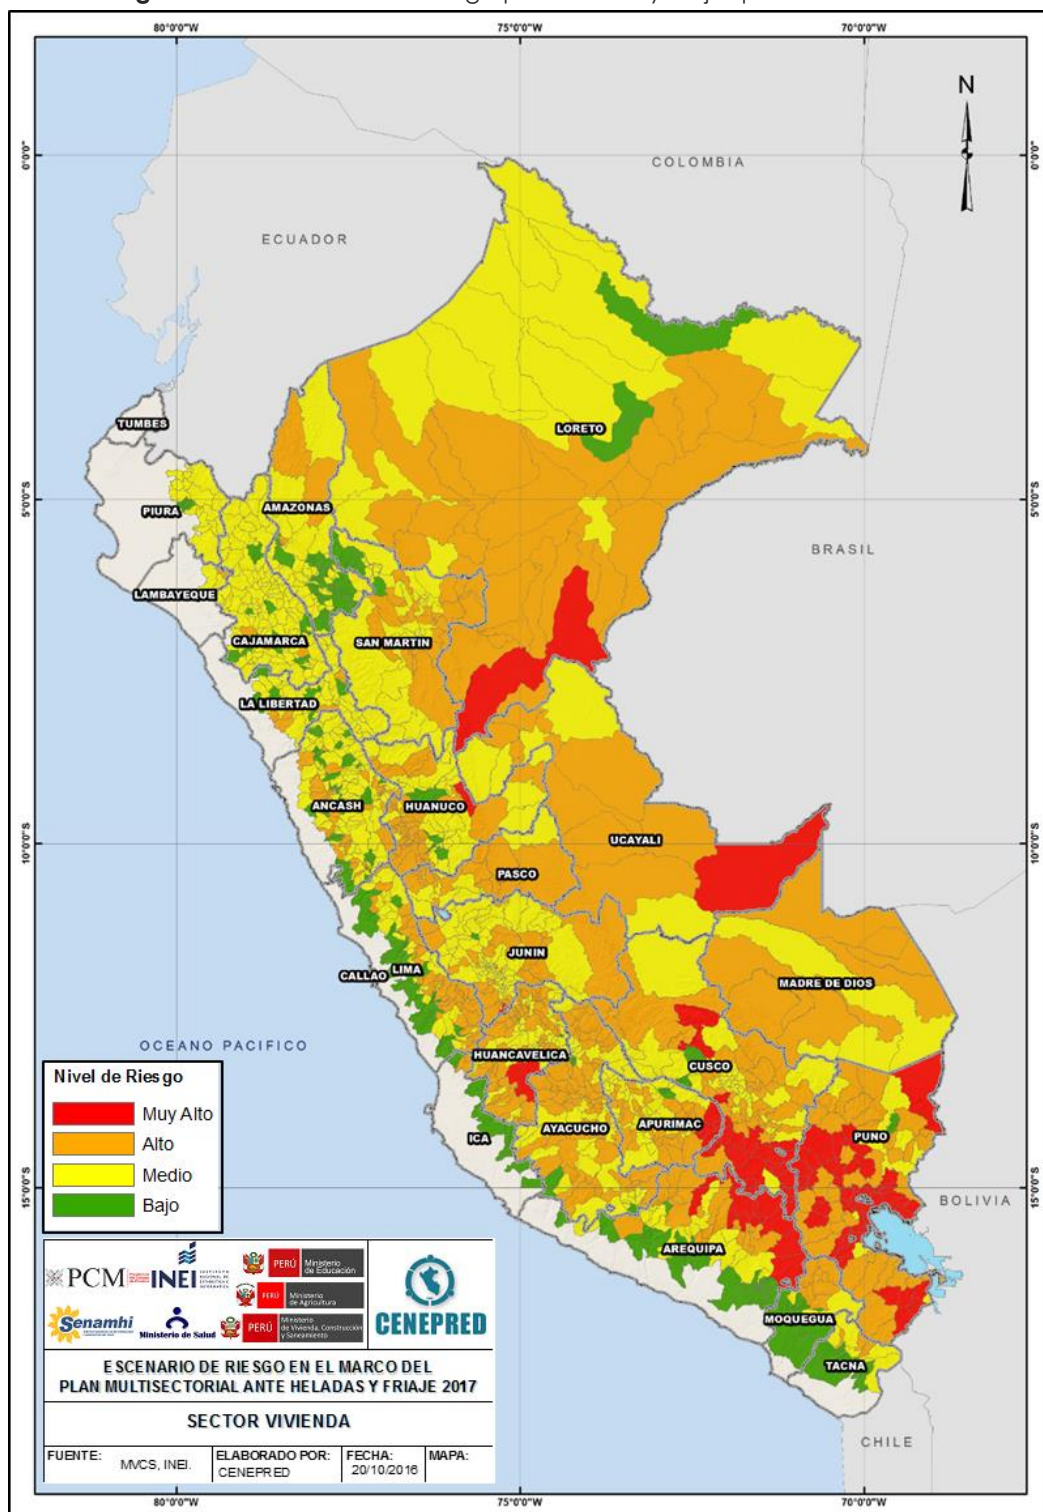 80°0'0"W 75°0'0"W 70°0'0"W
N
0°0'0" 0°0'0"
COLOMBIA
ECUADOR
TUMBES
LORETO
5°0'0"S 5°0'0"S
PIURA
AMAZONAS
BRASIL
LAMBAYEQUE
CAJAMARCA
SAN MARTIN
LA LIBERTAD
ANCASH
HUANUCO
UCAYALI
10°0'0"S 10°0'0"S
PASCO
JUNIN
CALLAO
LIMA
MADRE DE DIOS
OCEANO PACIFICO
HUANCAVELICA
CUSCO
Nivel de Riesgo
Muy Alto
Alto
Medio
Bajo
ICA
AYACUCHO
APURIMAC
PUNO
15°0'0"S 15°0'0"S
BOLIVIA
AREQUIPA
MOQUEGUA
TACNA
CHILE
PCM
INEI
PERÚ Ministerio de Educación
PERÚ Ministerio de Agricultura
Senamhi
Ministerio de Salud
PERÚ Ministerio de Vivienda, Construcción y Saneamiento
CENEPRED
ESCENARIO DE RIESGO EN EL MARCO DEL
PLAN MULTISECTORIAL ANTE HELADAS Y FRIAJE 2017
SECTOR VIVIENDA
FUENTE: MVCS, INEI.
ELABORADO POR: CENEPRED
FECHA: 20/10/2016
MAPA:
80°0'0"W 75°0'0"W 70°0'0"W